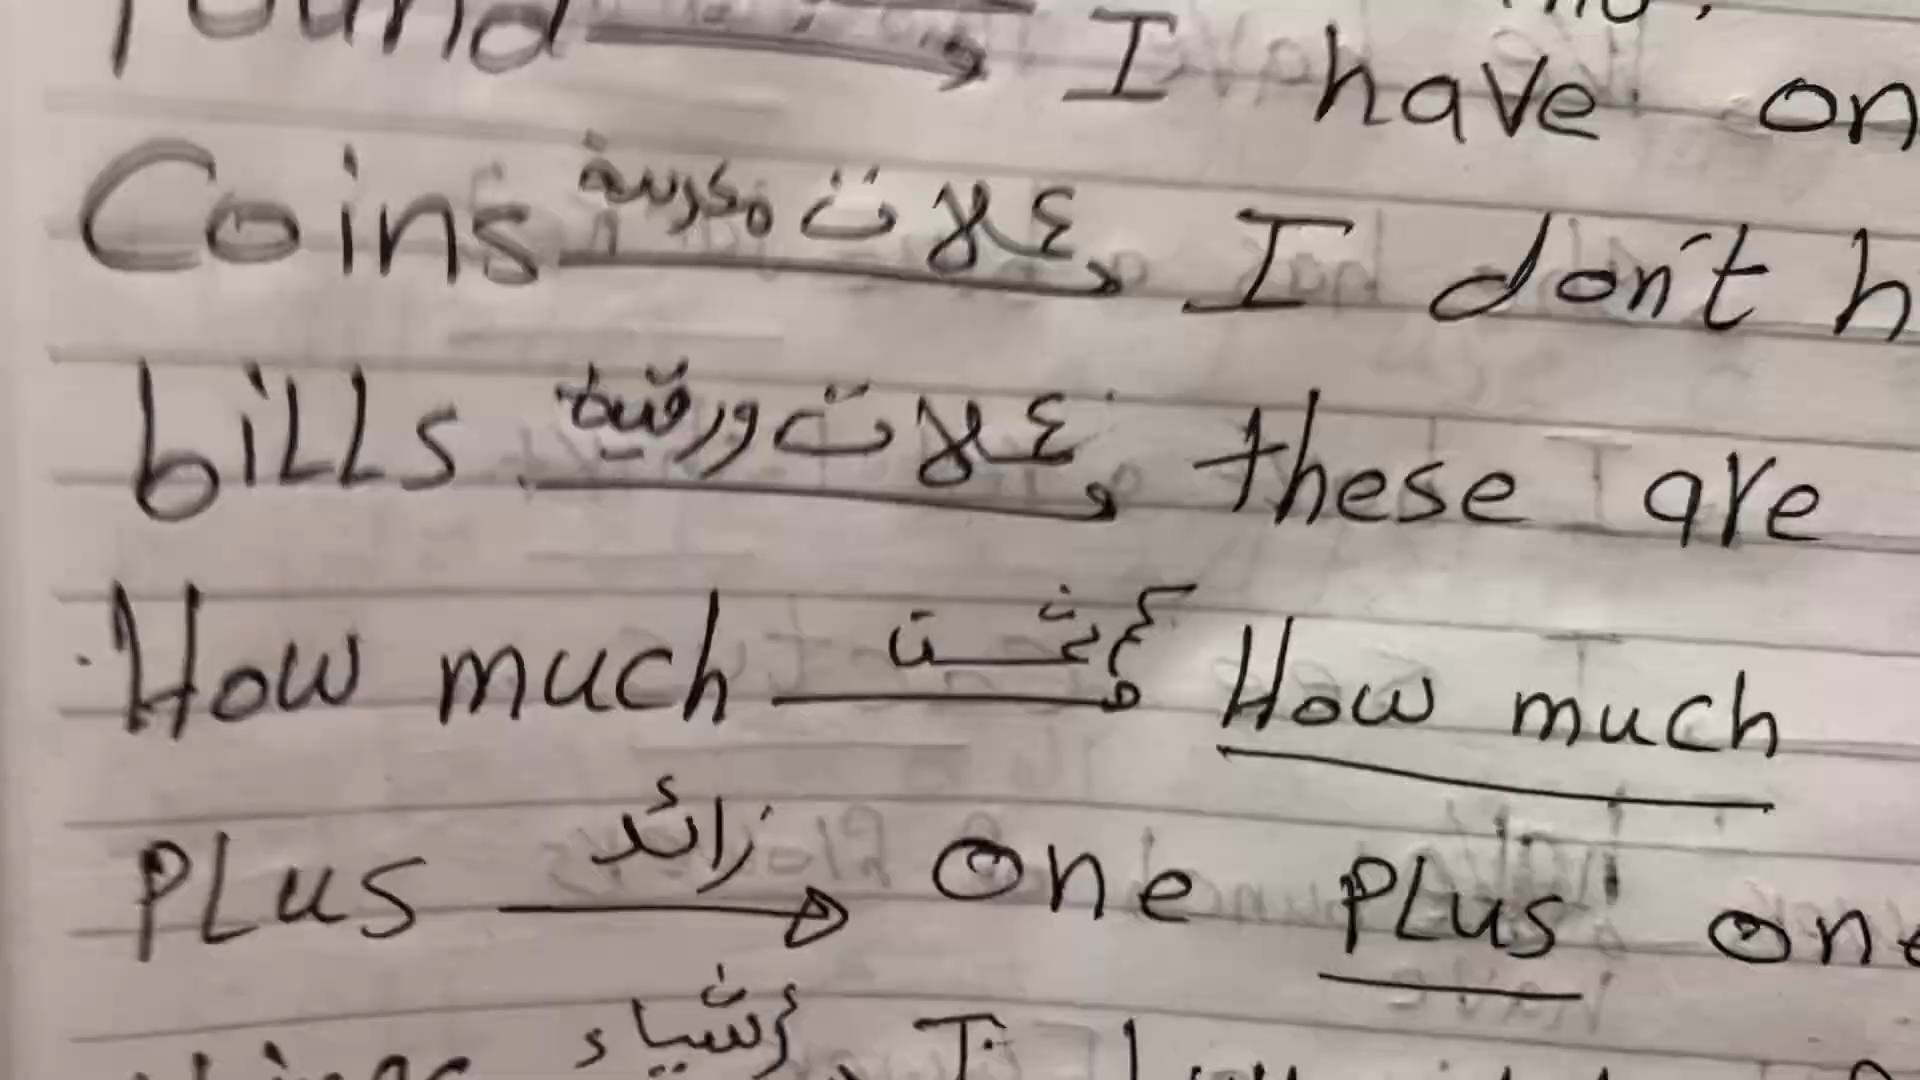 Pound → I have on
Coins عملات معدنية I don't h
bills عملات ورقية these are
How much كم ثمن How much
PLus زائد → one PLus one
أشياء